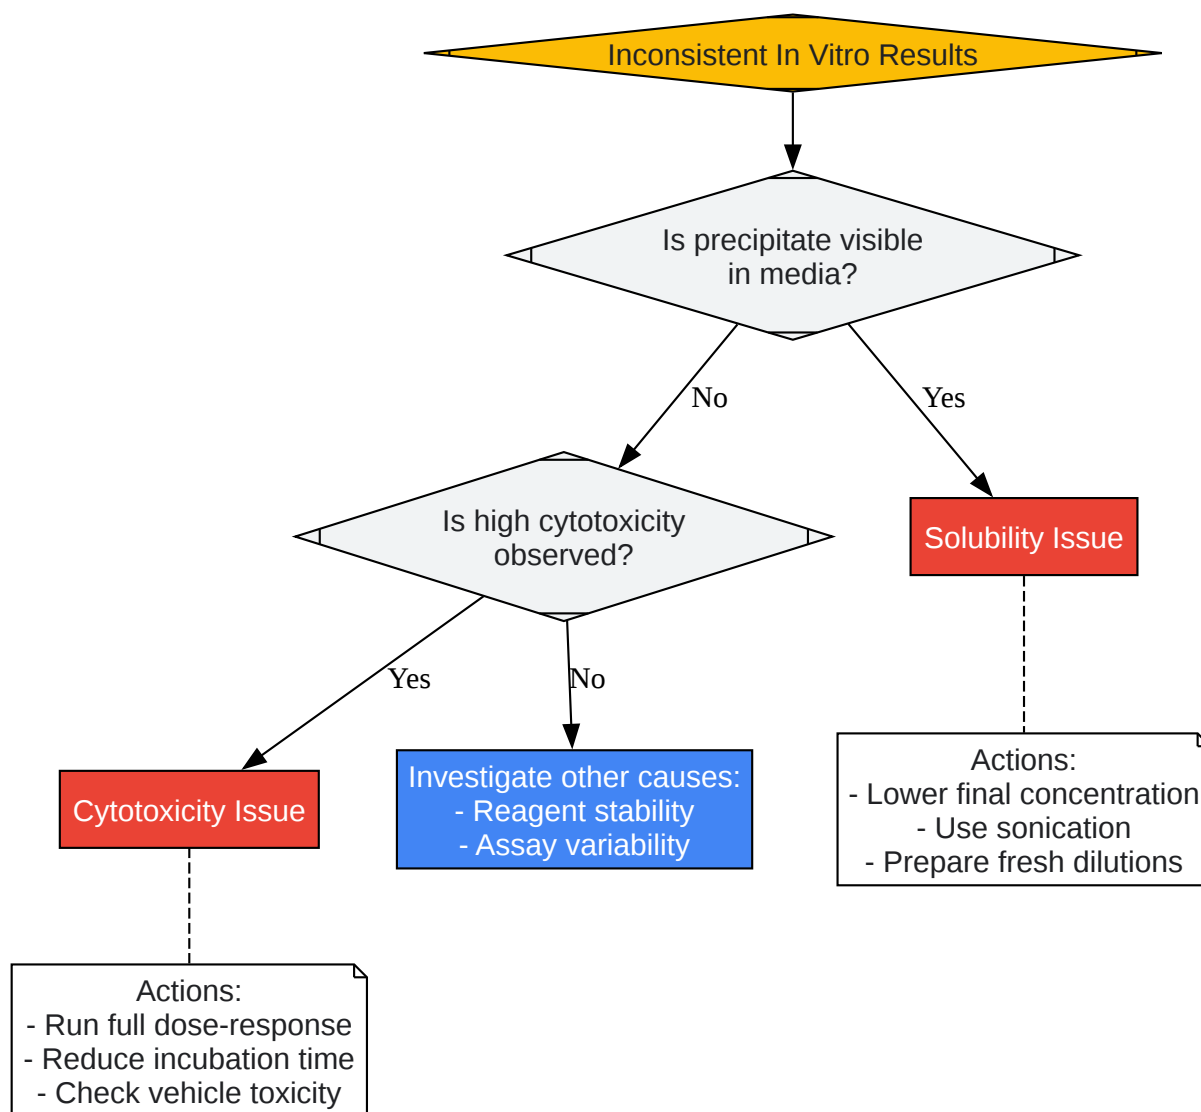 Inconsistent In Vitro Results
Is precipitate visible
in media?
No
Yes
Is high cytotoxicity
observed?
Solubility Issue
Yes
No
Actions:
- Lower final concentration
- Use sonication
- Prepare fresh dilutions
Investigate other causes:
- Reagent stability
- Assay variability
Cytotoxicity Issue
Actions:
- Run full dose-response
- Reduce incubation time
- Check vehicle toxicity